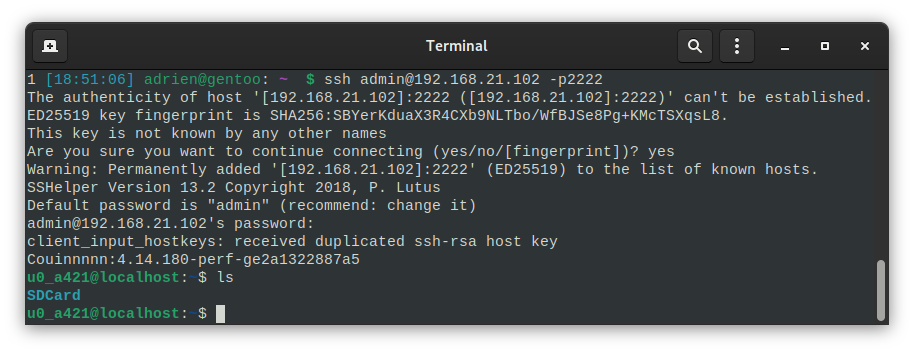 Terminal
1 [18:51:06] adrien@gentoo: ~  $ ssh admin@192.168.21.102 -p2222
The authenticity of host '[192.168.21.102]:2222 ([192.168.21.102]:2222)' can't be established.
ED25519 key fingerprint is SHA256:SBYerKduaX3R4CXb9NLTbo/WfBJSe8Pg+KMcTSXqsL8.
This key is not known by any other names
Are you sure you want to continue connecting (yes/no/[fingerprint])? yes
Warning: Permanently added '[192.168.21.102]:2222' (ED25519) to the list of known hosts.
SSHelper Version 13.2 Copyright 2018, P. Lutus
Default password is "admin" (recommend: change it)
admin@192.168.21.102's password:
client_input_hostkeys: received duplicated ssh-rsa host key
Couinnnnn:4.14.180-perf-ge2a1322887a5
u0_a421@localhost:~$ ls
SDCard
u0_a421@localhost:~$